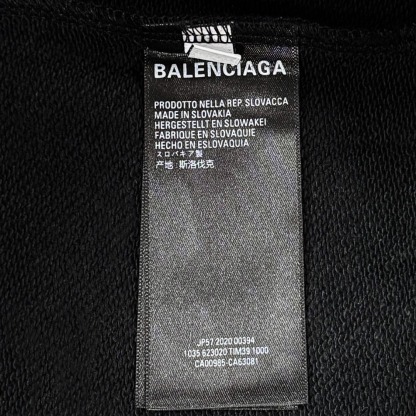 BALENCIAGA
PRODOTTO NELLA REP. SLOVACCA
MADE IN SLOVAKIA
HERGESTELLT EN SLOWAKEI
FABRIQUE EN SLOVAQUIE
HECHO EN ESLOVAQUIA
スロバキア製
产地: 斯洛伐克
JP57 2020 00394
1035 623020 TIM39 1000
CA00985-CA63081